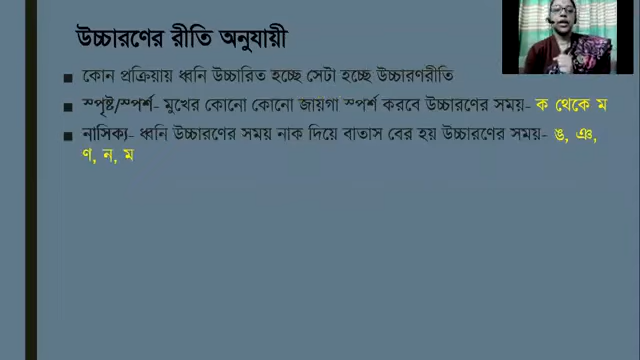 উচ্চারণের রীতি অনুযায়ী
কোন প্রক্রিয়ায় ধ্বনি উচ্চারিত হচ্ছে সেটা হচ্ছে উচ্চারণরীতি
স্পৃষ্ট/স্পর্শ- মুখের কোনো কোনো জায়গা স্পর্শ করবে উচ্চারণের সময়- ক থেকে ম
নাসিক্য- ধ্বনি উচ্চারণের সময় নাক দিয়ে বাতাস বের হয় উচ্চারণের সময়- ঙ, ঞ,
ণ, ন, ম